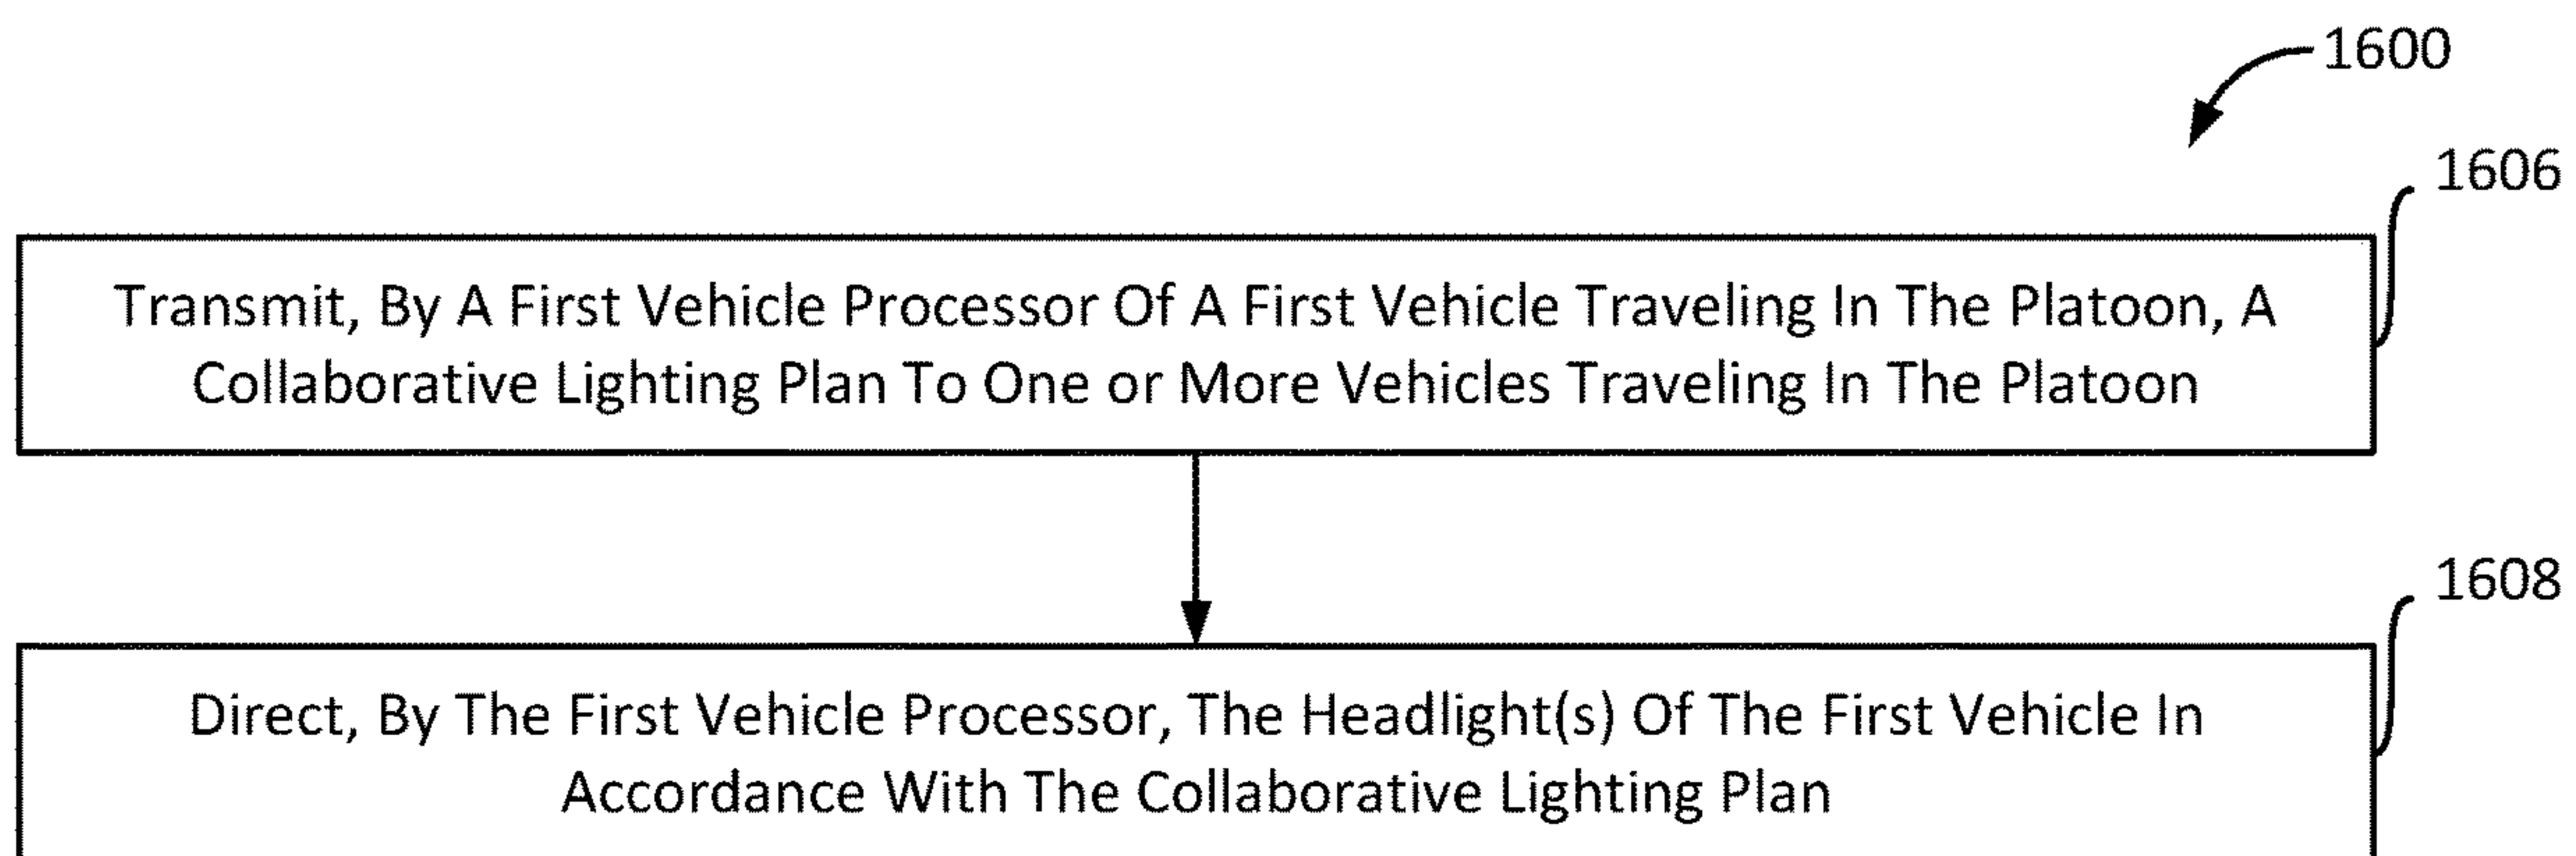 1600
1606
Transmit, By A First Vehicle Processor Of A First Vehicle Traveling In The Platoon, A
Collaborative Lighting Plan To One or More Vehicles Traveling In The Platoon
1608
Direct, By The First Vehicle Processor, The Headlight(s) Of The First Vehicle In
Accordance With The Collaborative Lighting Plan